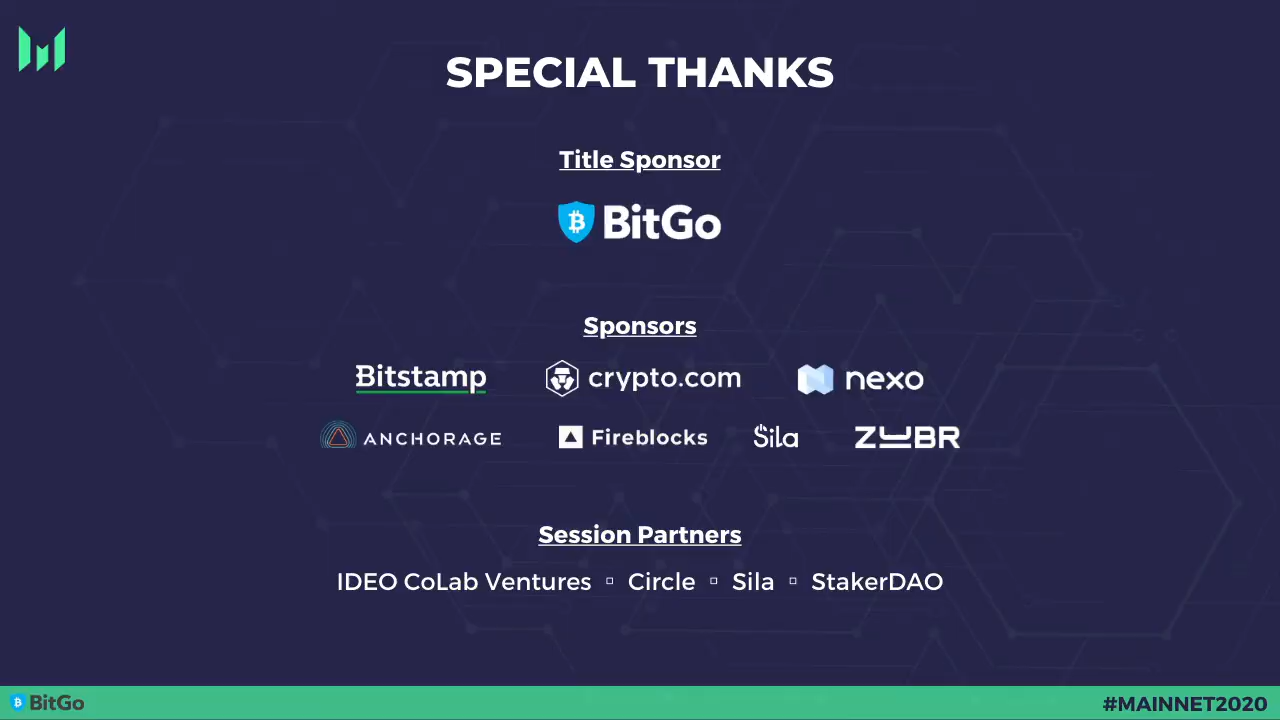 SPECIAL THANKS
Title Sponsor
BitGo
Sponsors
Bitstamp crypto.com nexo
ANCHORAGE Fireblocks Sila ZUBR
Session Partners
IDEO CoLab Ventures ▫ Circle ▫ Sila ▫ StakerDAO
BitGo #MAINNET2020